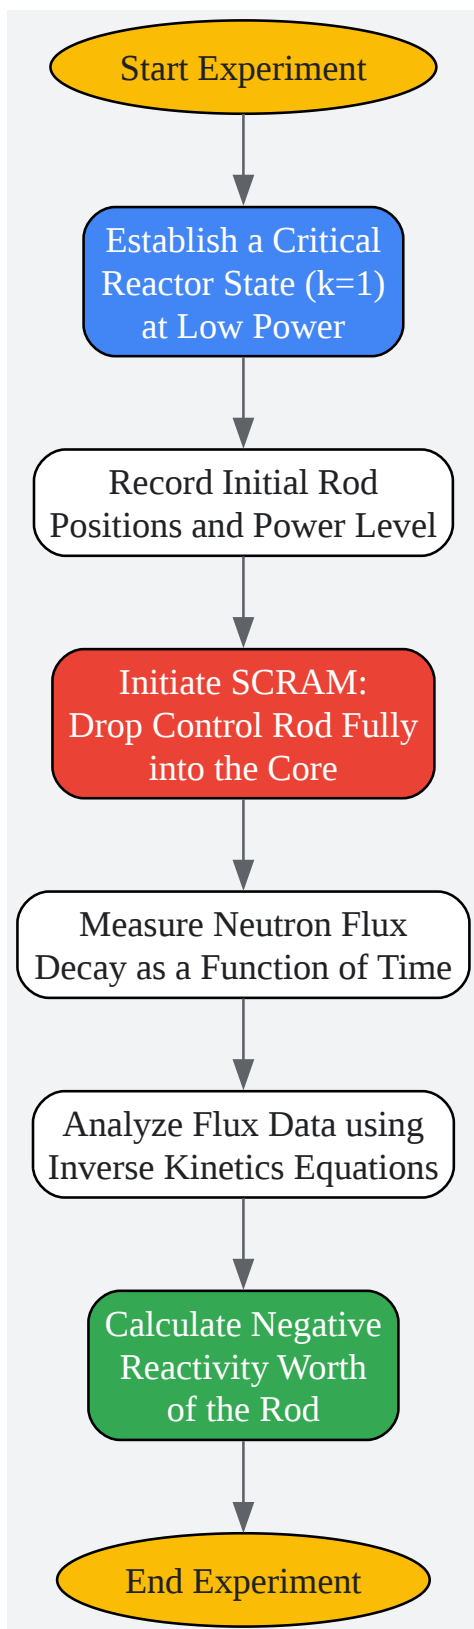 Start Experiment
Establish a Critical
Reactor State (k=1)
at Low Power
Record Initial Rod
Positions and Power Level
Initiate SCRAM:
Drop Control Rod Fully
into the Core
Measure Neutron Flux
Decay as a Function of Time
Analyze Flux Data using
Inverse Kinetics Equations
Calculate Negative
Reactivity Worth
of the Rod
End Experiment